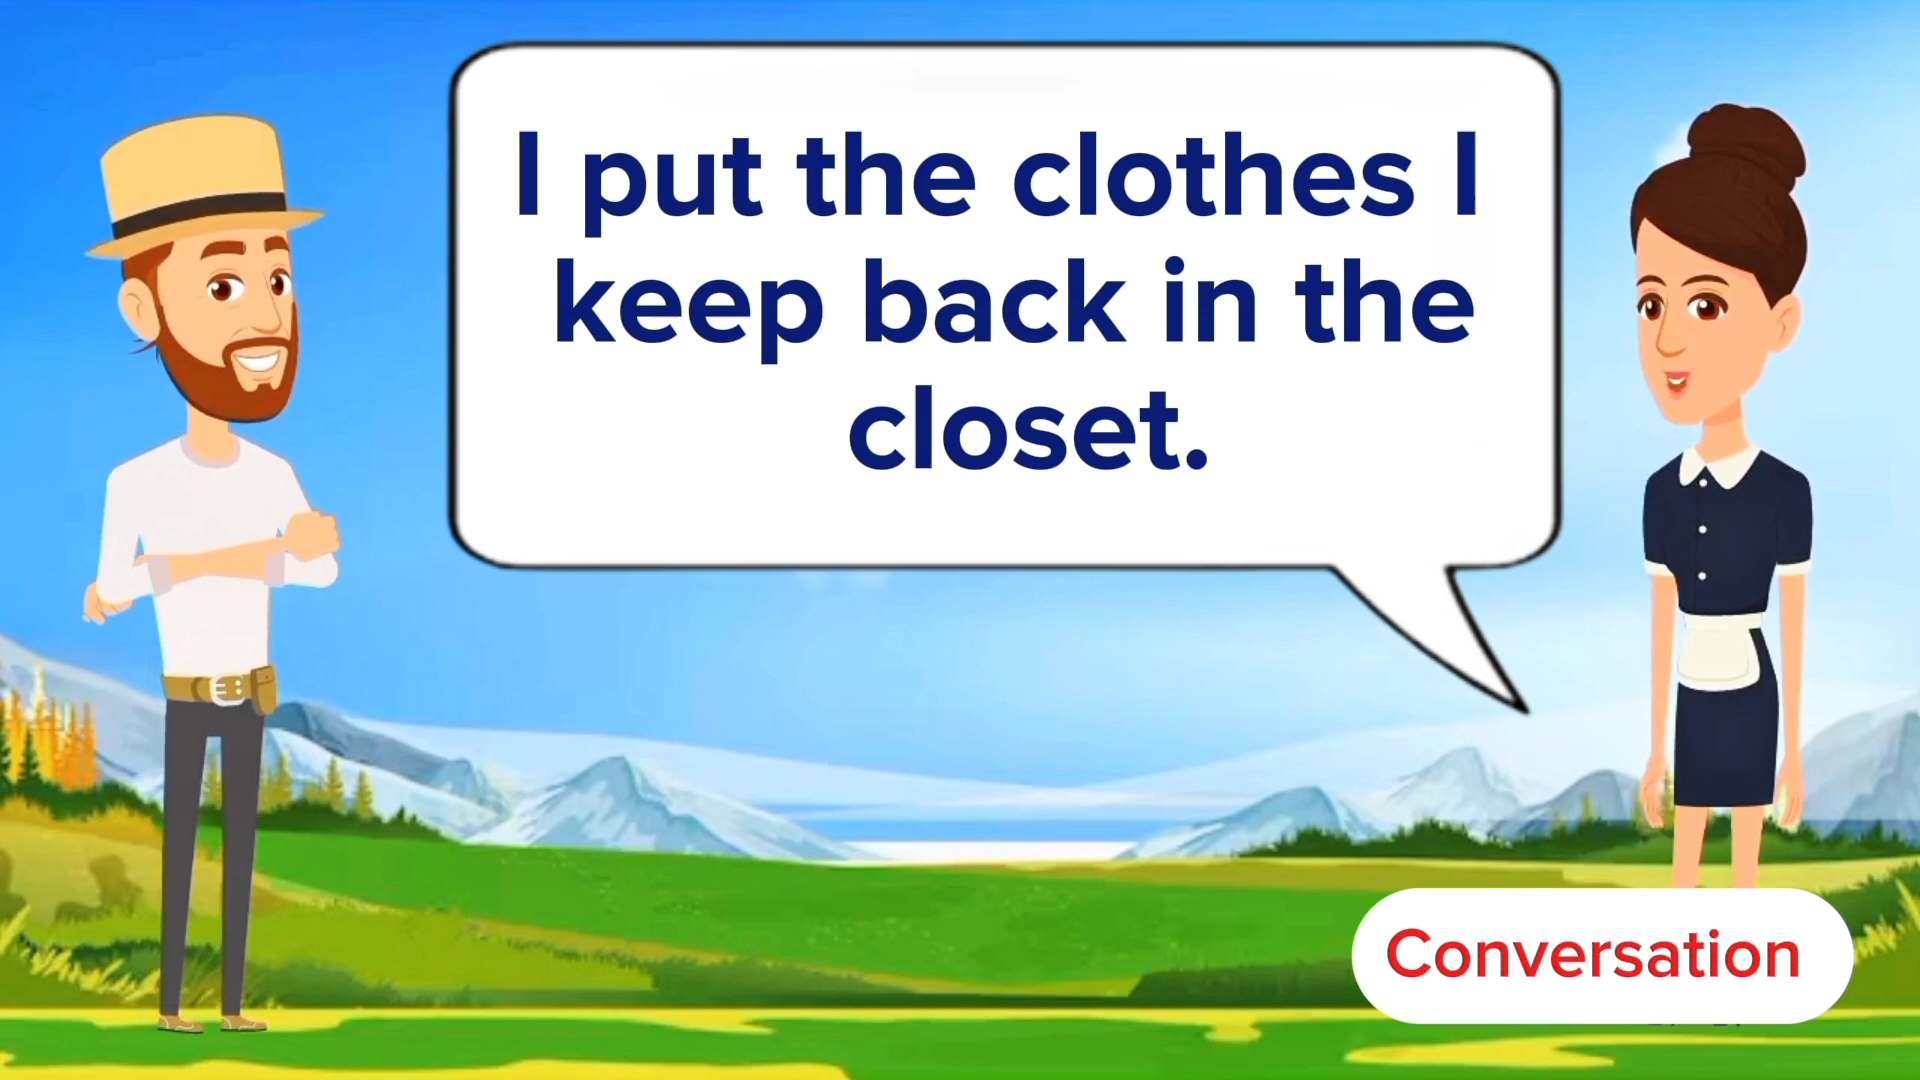 I put the clothes I
keep back in the
closet.
Conversation